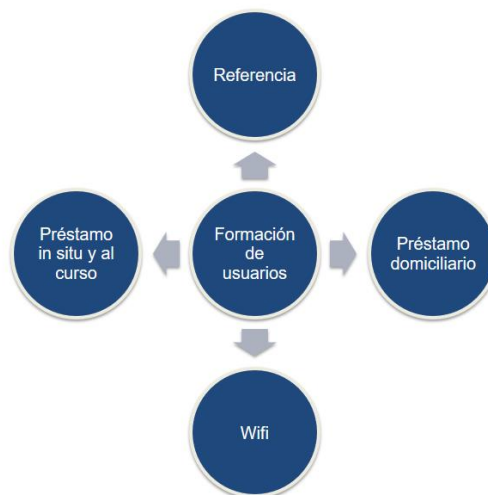 Referencia
Préstamo
in situ y al
curso
Formación
de
usuarios
Préstamo
domiciliario
Wifi